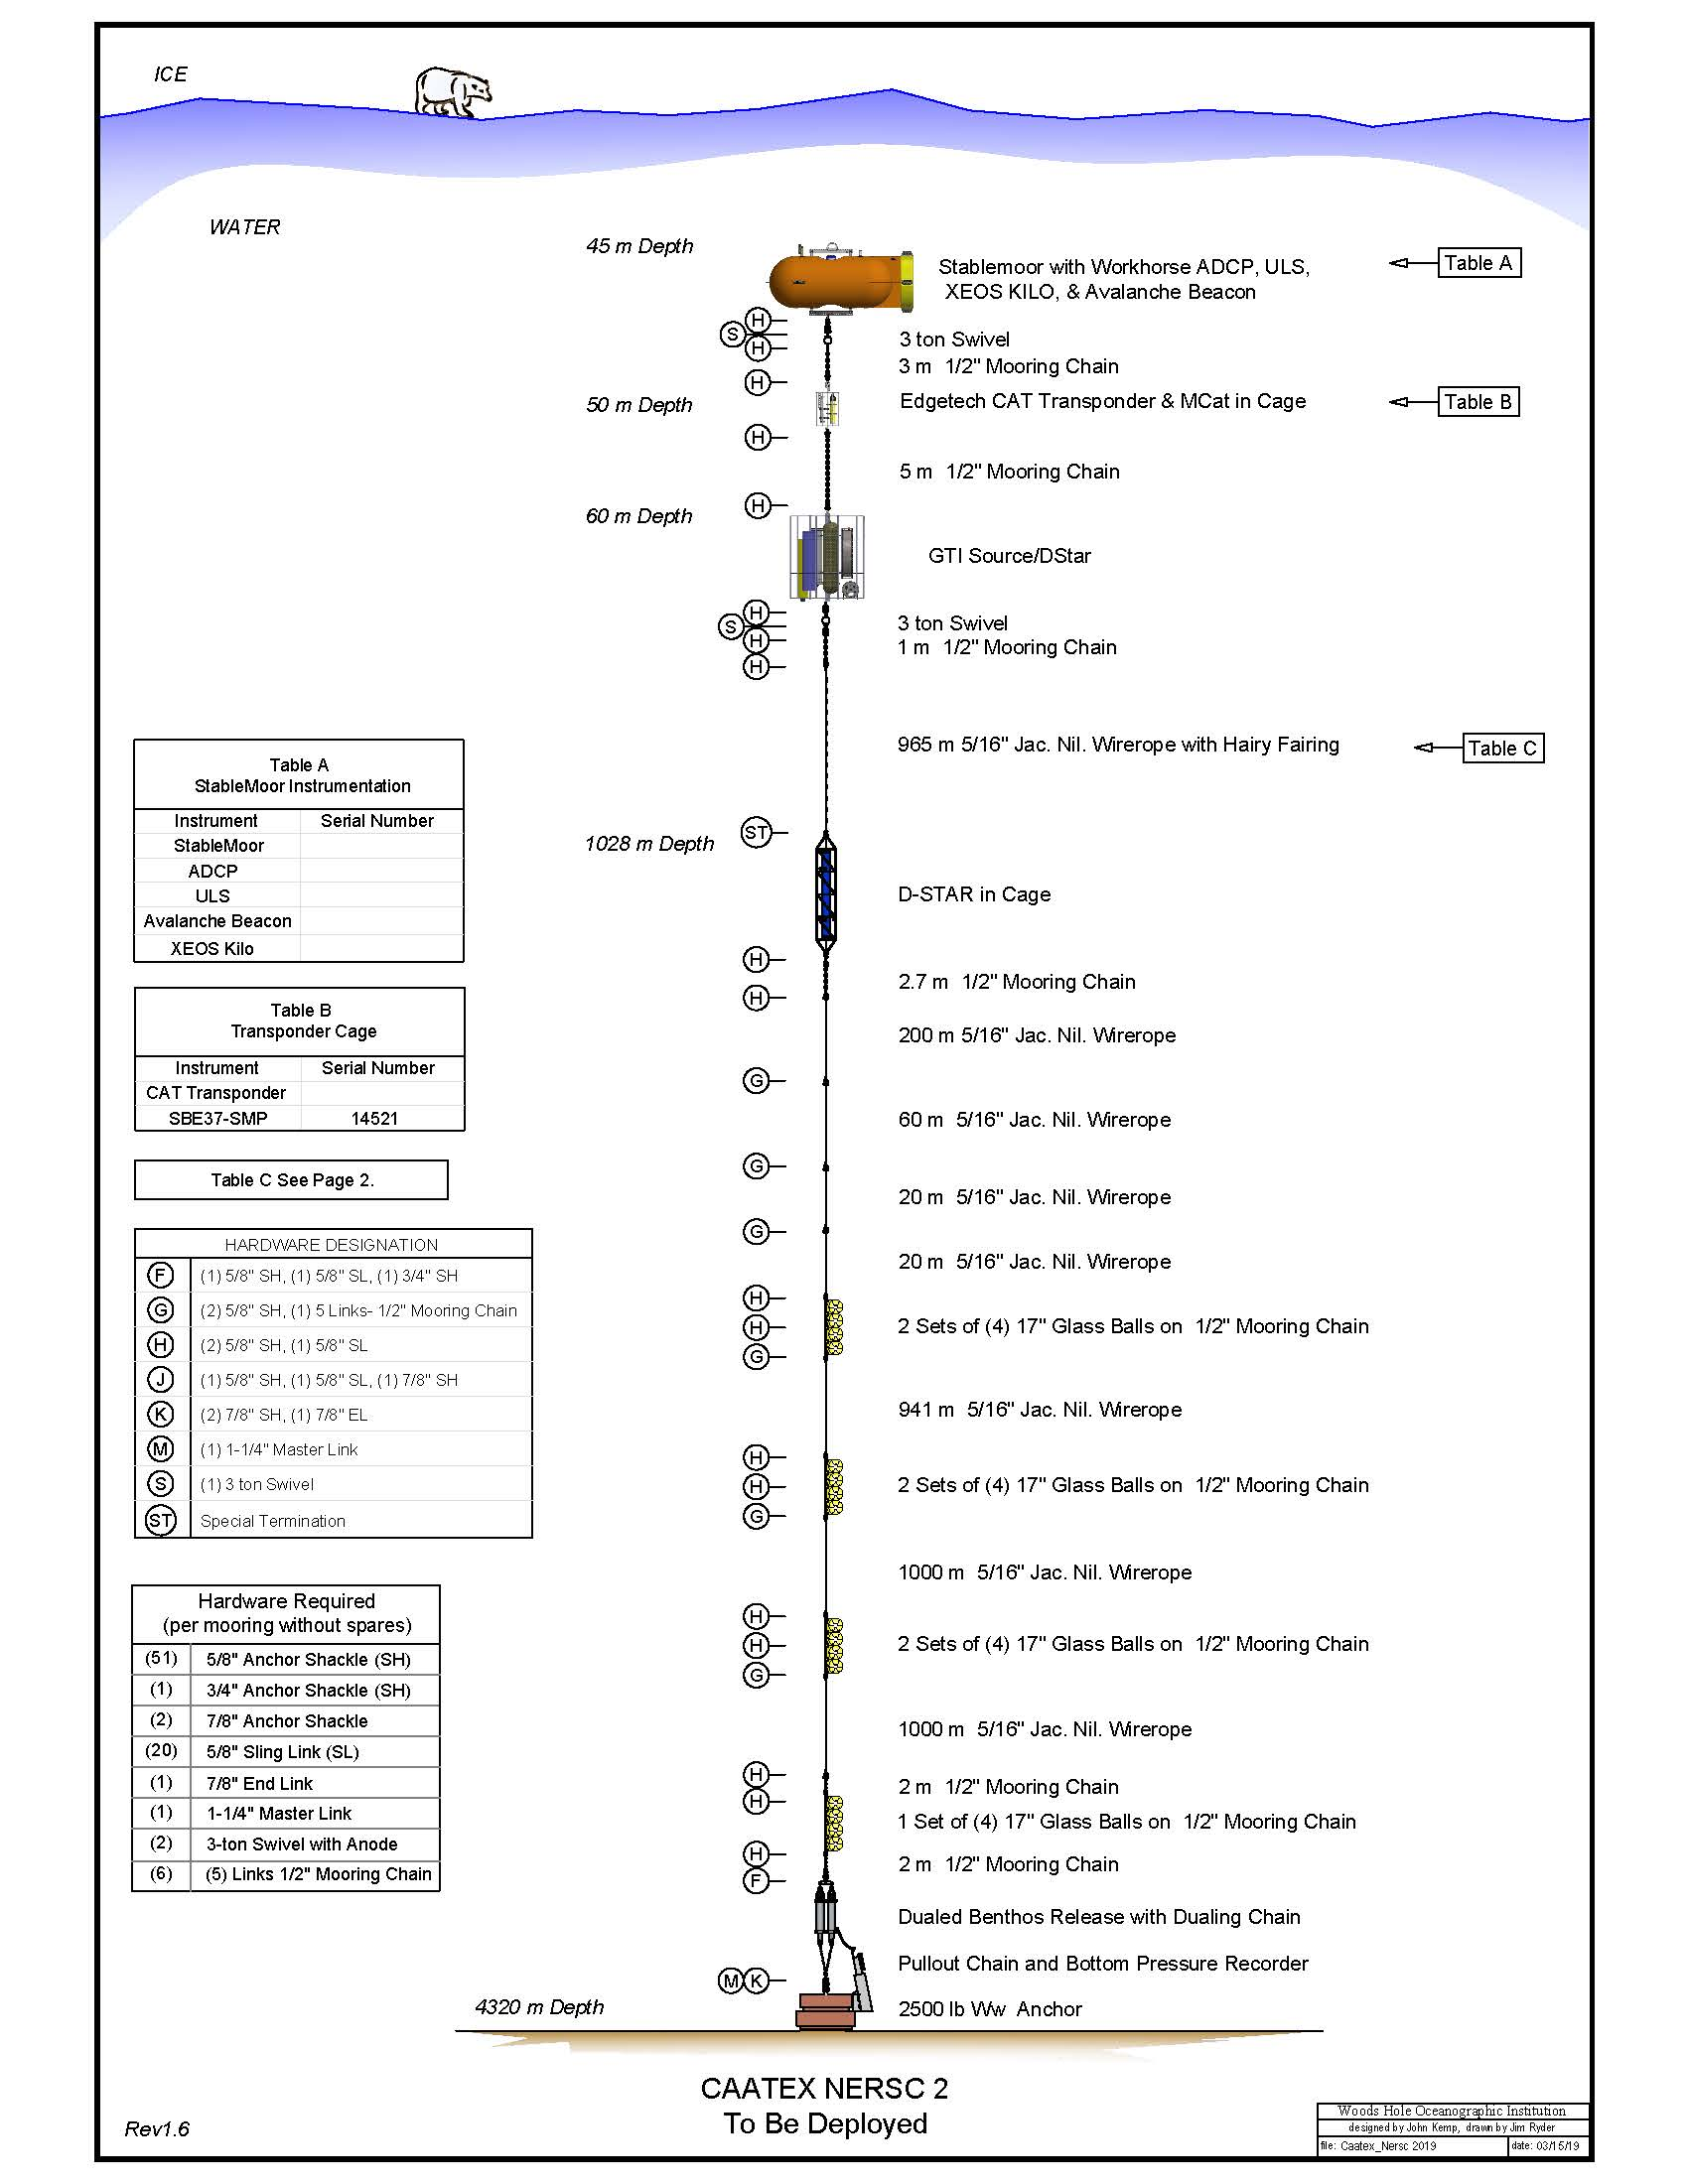 ICE
WATER
45 m Depth
Stablemoor with Workhorse ADCP, ULS,
XEOS KILO, & Avalanche Beacon
Table A
H
S
H
3 ton Swivel
3 m 1/2" Mooring Chain
H
50 m Depth
Edgetech CAT Transponder & MCat in Cage
Table B
H
5 m 1/2" Mooring Chain
H
60 m Depth
GTI Source/DStar
H
S
H
3 ton Swivel
1 m 1/2" Mooring Chain
H
965 m 5/16" Jac. Nil. Wirerope with Hairy Fairing
Table C
ST
1028 m Depth
D-STAR in Cage
H
2.7 m 1/2" Mooring Chain
H
200 m 5/16" Jac. Nil. Wirerope
G
60 m 5/16" Jac. Nil. Wirerope
G
20 m 5/16" Jac. Nil. Wirerope
G
20 m 5/16" Jac. Nil. Wirerope
H
H
2 Sets of (4) 17" Glass Balls on 1/2" Mooring Chain
G
941 m 5/16" Jac. Nil. Wirerope
H
H
2 Sets of (4) 17" Glass Balls on 1/2" Mooring Chain
G
1000 m 5/16" Jac. Nil. Wirerope
H
H
2 Sets of (4) 17" Glass Balls on 1/2" Mooring Chain
G
1000 m 5/16" Jac. Nil. Wirerope
H
2 m 1/2" Mooring Chain
H
1 Set of (4) 17" Glass Balls on 1/2" Mooring Chain
H
2 m 1/2" Mooring Chain
F
Dualed Benthos Release with Dualing Chain
Pullout Chain and Bottom Pressure Recorder
M K
4320 m Depth
2500 lb Ww Anchor
Table A
StableMoor Instrumentation
Instrument Serial Number
StableMoor
ADCP
ULS
Avalanche Beacon
XEOS Kilo
Table B
Transponder Cage
Instrument Serial Number
CAT Transponder
SBE37-SMP 14521
Table C See Page 2.
HARDWARE DESIGNATION
F (1) 5/8" SH, (1) 5/8" SL, (1) 3/4" SH
G (2) 5/8" SH, (1) 5 Links- 1/2" Mooring Chain
H (2) 5/8" SH, (1) 5/8" SL
J (1) 5/8" SH, (1) 5/8" SL, (1) 7/8" SH
K (2) 7/8" SH, (1) 7/8" EL
M (1) 1-1/4" Master Link
S (1) 3 ton Swivel
ST Special Termination
Hardware Required
(per mooring without spares)
(51) 5/8" Anchor Shackle (SH)
(1) 3/4" Anchor Shackle (SH)
(2) 7/8" Anchor Shackle
(20) 5/8" Sling Link (SL)
(1) 7/8" End Link
(1) 1-1/4" Master Link
(2) 3-ton Swivel with Anode
(6) (5) Links 1/2" Mooring Chain
CAATEX NERSC 2
To Be Deployed
Rev1.6
Woods Hole Oceanographic Institution
designed by John Kemp, drawn by Jim Ryder
file: Caatex_Nersc 2019 date: 03/15/19